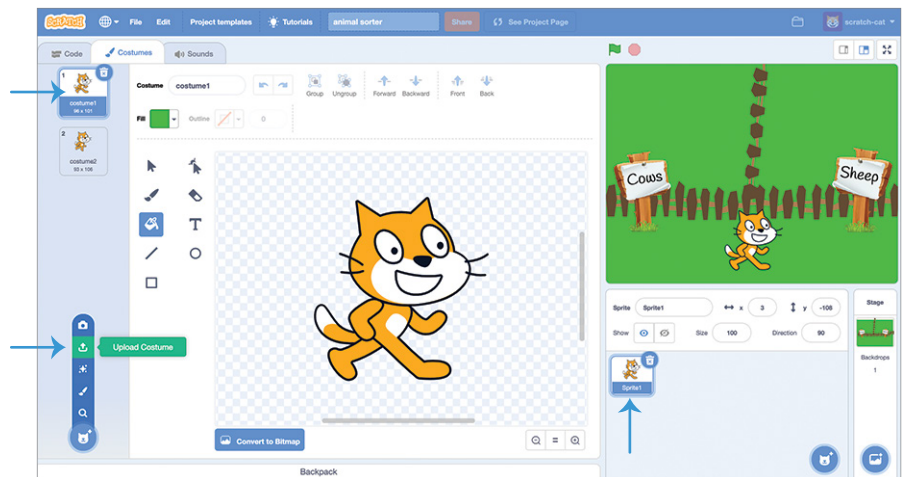 SCRATCH File Edit Project templates Tutorials animal sorter Share See Project Page scratch-cat
Code Costumes Sounds
1
costume1
96 x 101
2
costume2
93 x 106
Costume costume1 Group Ungroup Forward Backward Front Back
Fill Outline 0
T
Upload Costume
Convert to Bitmap
Backpack
Cows
Sheep
Sprite Sprite1 x 3 y -108
Show Size 100 Direction 90
Sprite1
Stage
Backdrops
1